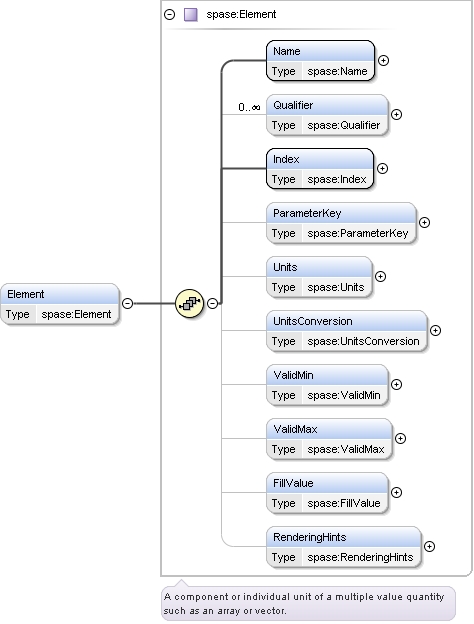 spase:Element
Name
Type spase:Name
0..∞
Qualifier
Type spase:Qualifier
Index
Type spase:Index
ParameterKey
Type spase:ParameterKey
Units
Type spase:Units
Element
Type spase:Element
UnitsConversion
Type spase:UnitsConversion
ValidMin
Type spase:ValidMin
ValidMax
Type spase:ValidMax
FillValue
Type spase:FillValue
RenderingHints
Type spase:RenderingHints
A component or individual unit of a multiple value quantity
such as an array or vector.